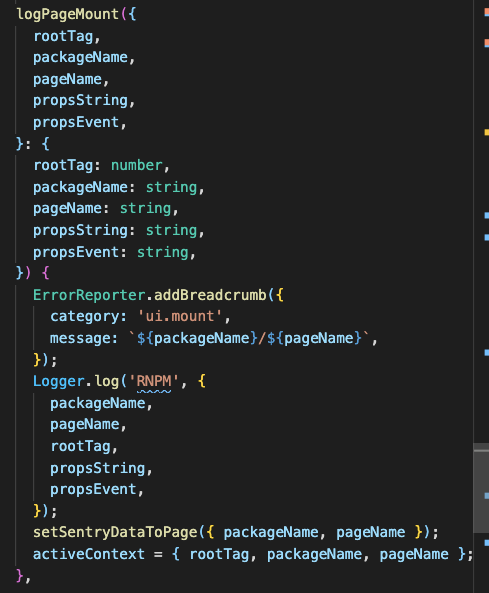 logPageMount({
  rootTag,
  packageName,
  pageName,
  propsString,
  propsEvent,
}: {
  rootTag: number,
  packageName: string,
  pageName: string,
  propsString: string,
  propsEvent: string,
}) {
  ErrorReporter.addBreadcrumb({
    category: 'ui.mount',
    message: `${packageName}/${pageName}`,
  });
  Logger.log('RNPM', {
    packageName,
    pageName,
    rootTag,
    propsString,
    propsEvent,
  });
  setSentryDataToPage({ packageName, pageName });
  activeContext = { rootTag, packageName, pageName };
},